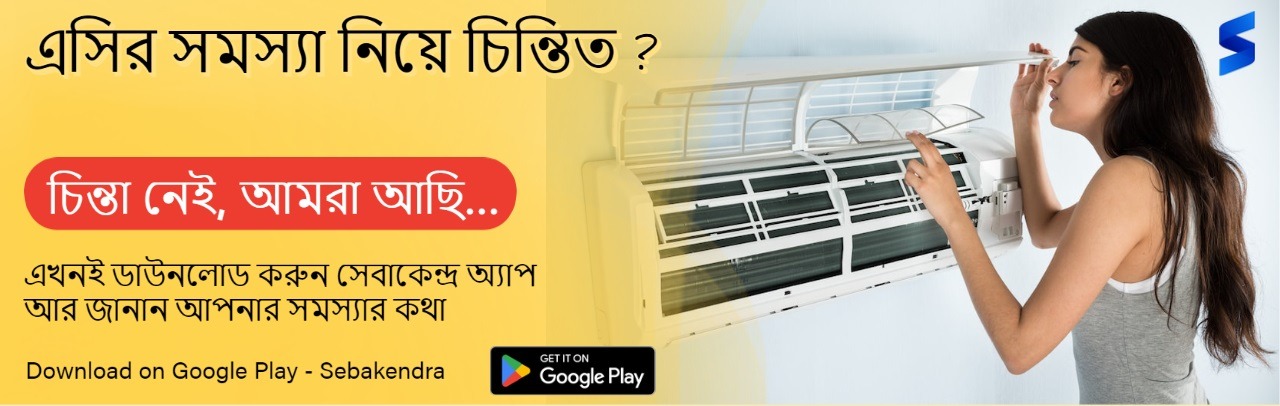 এসির সমস্যা নিয়ে চিন্তিত ?
চিন্তা নেই, আমরা আছি...
এখনই ডাউনলোড করুন সেবাকেন্দ্র অ্যাপ
আর জানান আপনার সমস্যার কথা
Download on Google Play - Sebakendra
GET IT ON
Google Play